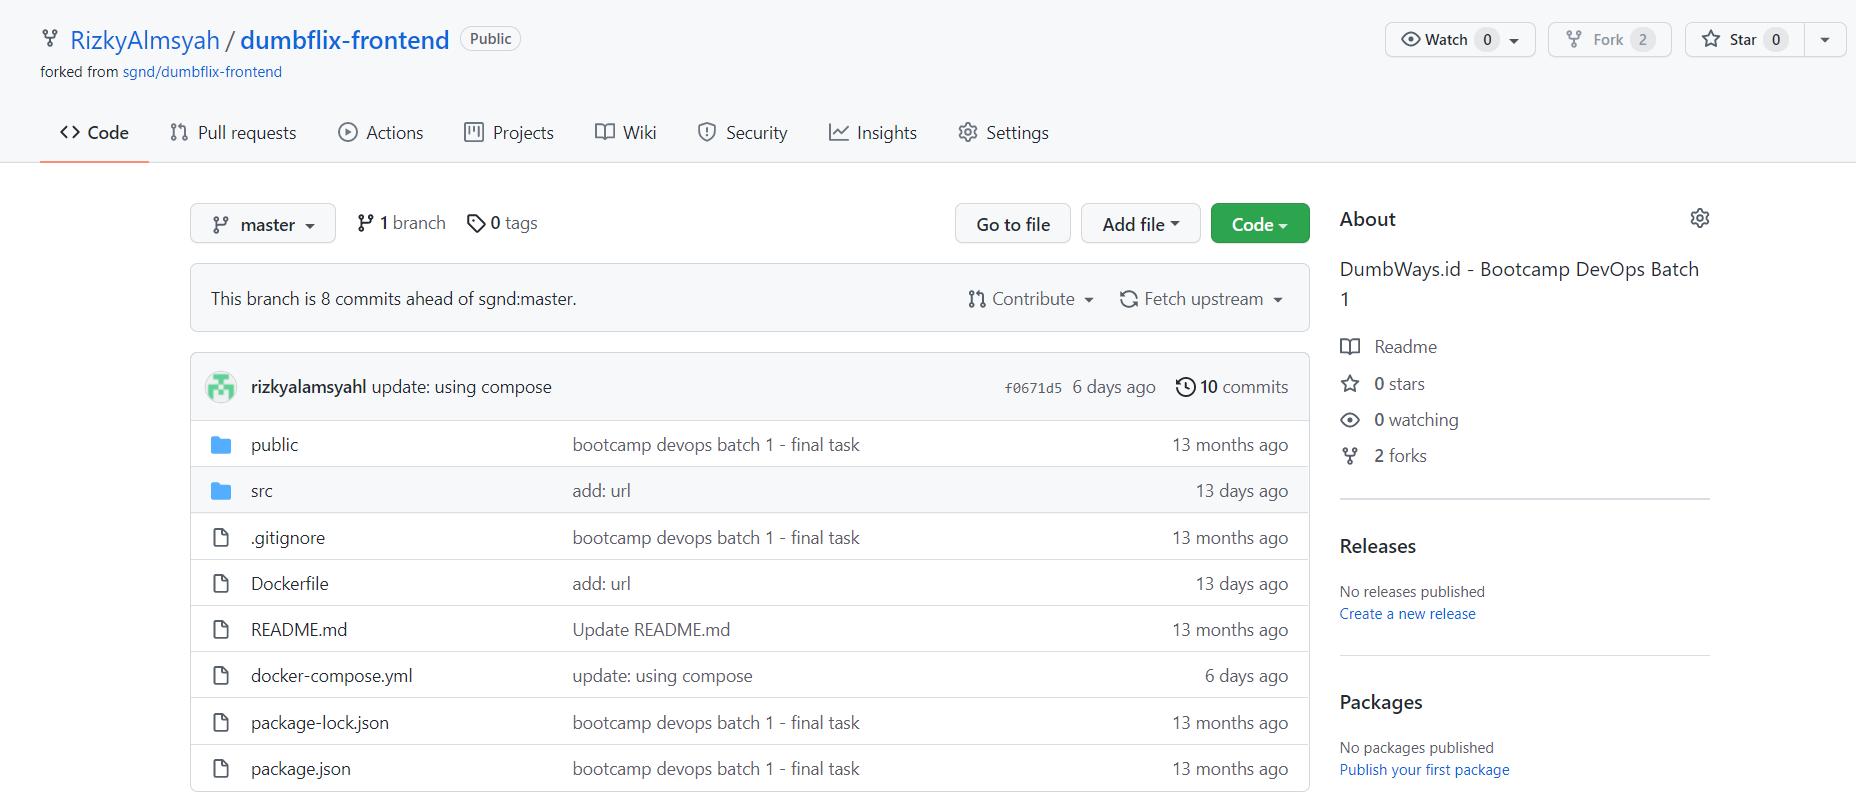 RizkyAlmsyah / dumbflix-frontend Public
Watch 0 Fork 2 Star 0
forked from sgnd/dumbflix-frontend
Code Pull requests Actions Projects Wiki Security Insights Settings
master 1 branch 0 tags Go to file Add file Code
This branch is 8 commits ahead of sgnd:master. Contribute Fetch upstream
rizkyalamsyahl update: using compose f0671d5 6 days ago 10 commits
public bootcamp devops batch 1 - final task 13 months ago
src add: url 13 days ago
.gitignore bootcamp devops batch 1 - final task 13 months ago
Dockerfile add: url 13 days ago
README.md Update README.md 13 months ago
docker-compose.yml update: using compose 6 days ago
package-lock.json bootcamp devops batch 1 - final task 13 months ago
package.json bootcamp devops batch 1 - final task 13 months ago
About
DumbWays.id - Bootcamp DevOps Batch
1
Readme
0 stars
0 watching
2 forks
Releases
No releases published
Create a new release
Packages
No packages published
Publish your first package